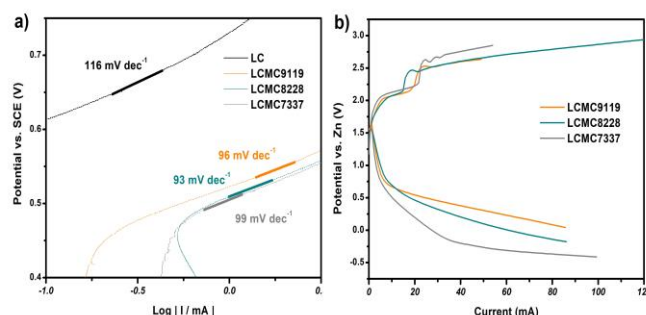 a)
0.7
0.6
0.5
0.4
Potential vs. SCE (V)
116 mV dec⁻¹
LC
LCMC9119
LCMC8228
LCMC7337
96 mV dec⁻¹
93 mV dec⁻¹
99 mV dec⁻¹
-1.0 -0.5 0.0 0.
Log | I / mA |
b)
3.0
2.5
2.0
1.5
1.0
0.5
0.0
-0.5
Potential vs. Zn (V)
LCMC9119
LCMC8228
LCMC7337
0 20 40 60 80 100 120
Current (mA)